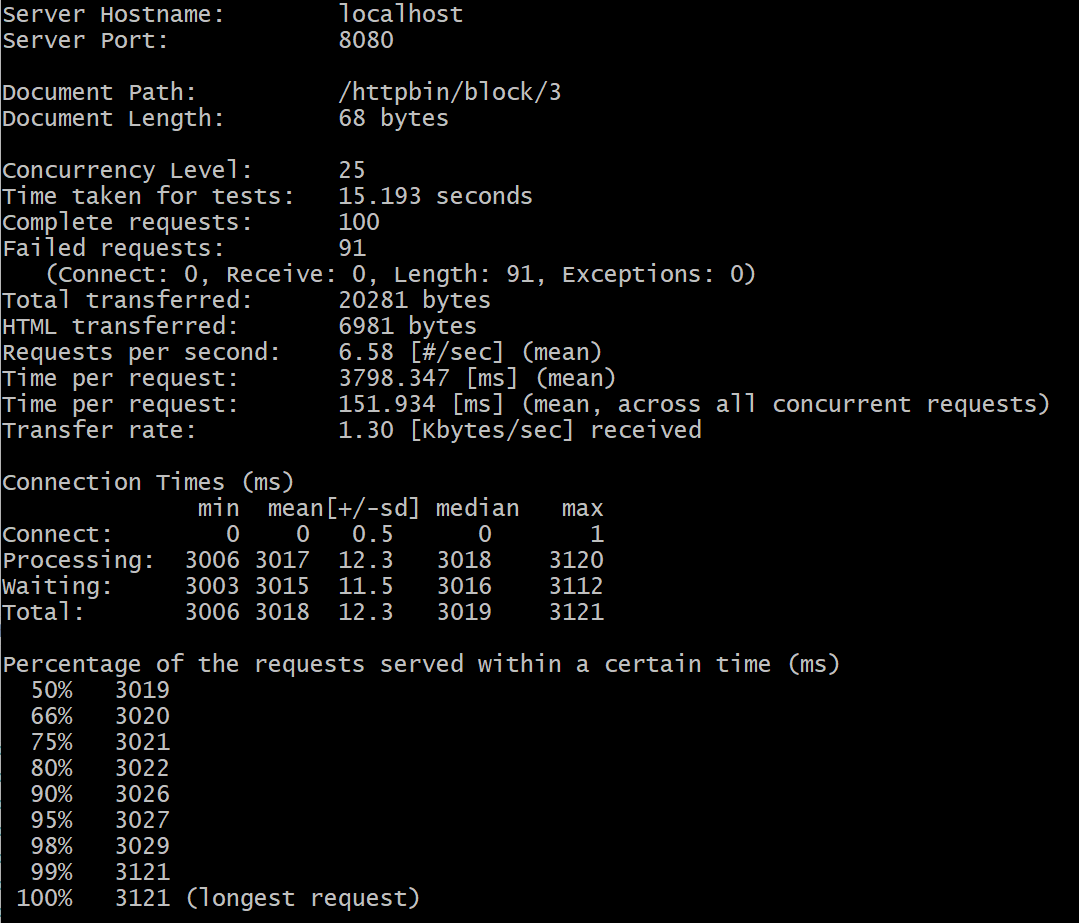 Server Hostname:        localhost
Server Port:            8080
Document Path:          /httpbin/block/3
Document Length:        68 bytes
Concurrency Level:      25
Time taken for tests:   15.193 seconds
Complete requests:      100
Failed requests:        91
   (Connect: 0, Receive: 0, Length: 91, Exceptions: 0)
Total transferred:      20281 bytes
HTML transferred:       6981 bytes
Requests per second:    6.58 [#/sec] (mean)
Time per request:       3798.347 [ms] (mean)
Time per request:       151.934 [ms] (mean, across all concurrent requests)
Transfer rate:          1.30 [Kbytes/sec] received
Connection Times (ms)
              min  mean[+/-sd] median   max
Connect:        0    0   0.5      0       1
Processing:  3006 3017  12.3   3018    3120
Waiting:     3003 3015  11.5   3016    3112
Total:       3006 3018  12.3   3019    3121
Percentage of the requests served within a certain time (ms)
  50%   3019
  66%   3020
  75%   3021
  80%   3022
  90%   3026
  95%   3027
  98%   3029
  99%   3121
 100%   3121 (longest request)